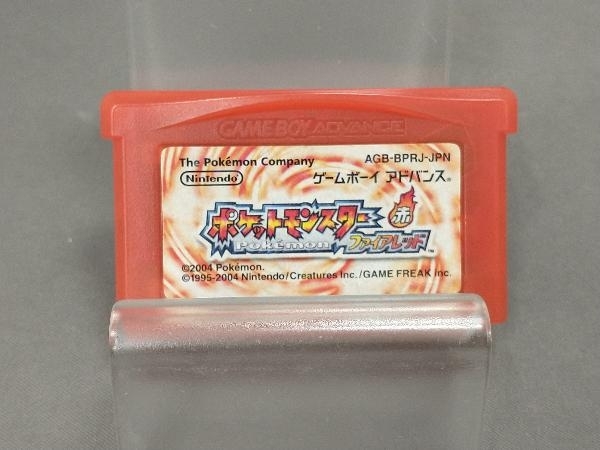 GAME BOY ADVANCE
The Pokémon Company
AGB-BPRJ-JPN
Nintendo®
ゲームボーイ アドバンス®
ポケットモンスター
赤
Pokémon
ファイアレッド
©2004 Pokémon.
©1995-2004 Nintendo/Creatures inc./GAME FREAK inc.